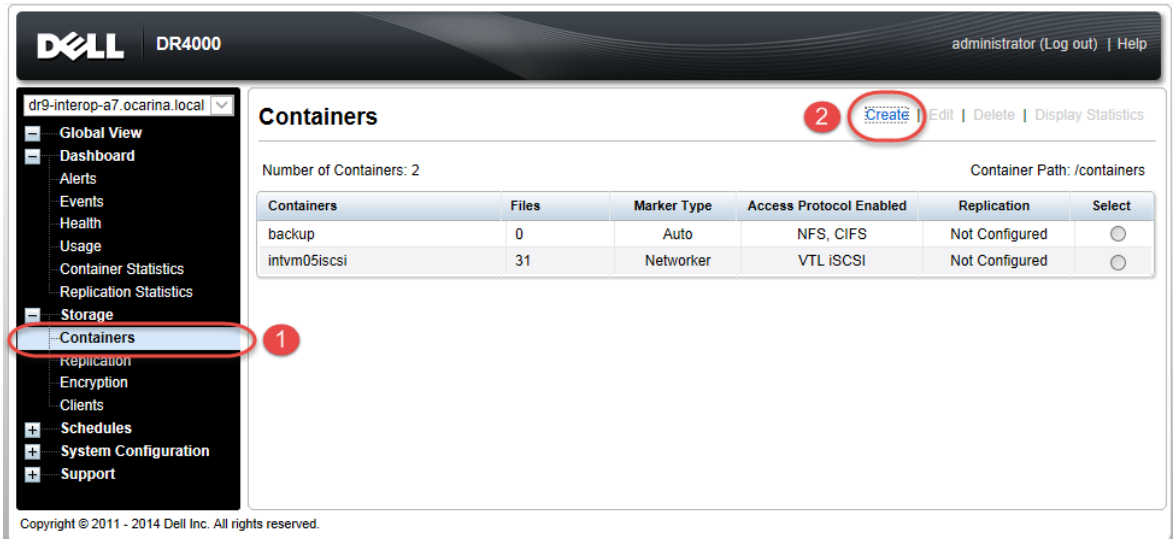 DELL DR4000 administrator (Log out) | Help
dr9-interop-a7.ocarina.local
Global View
Dashboard
Alerts
Events
Health
Usage
Container Statistics
Replication Statistics
Storage
Containers
1
Replication
Encryption
Clients
Schedules
System Configuration
Support
Containers
2
Create | Edit | Delete | Display Statistics
Number of Containers: 2 Container Path: /containers
Containers Files Marker Type Access Protocol Enabled Replication Select
backup 0 Auto NFS, CIFS Not Configured
intvm05iscsi 31 Networker VTL iSCSI Not Configured
Copyright © 2011 - 2014 Dell Inc. All rights reserved.